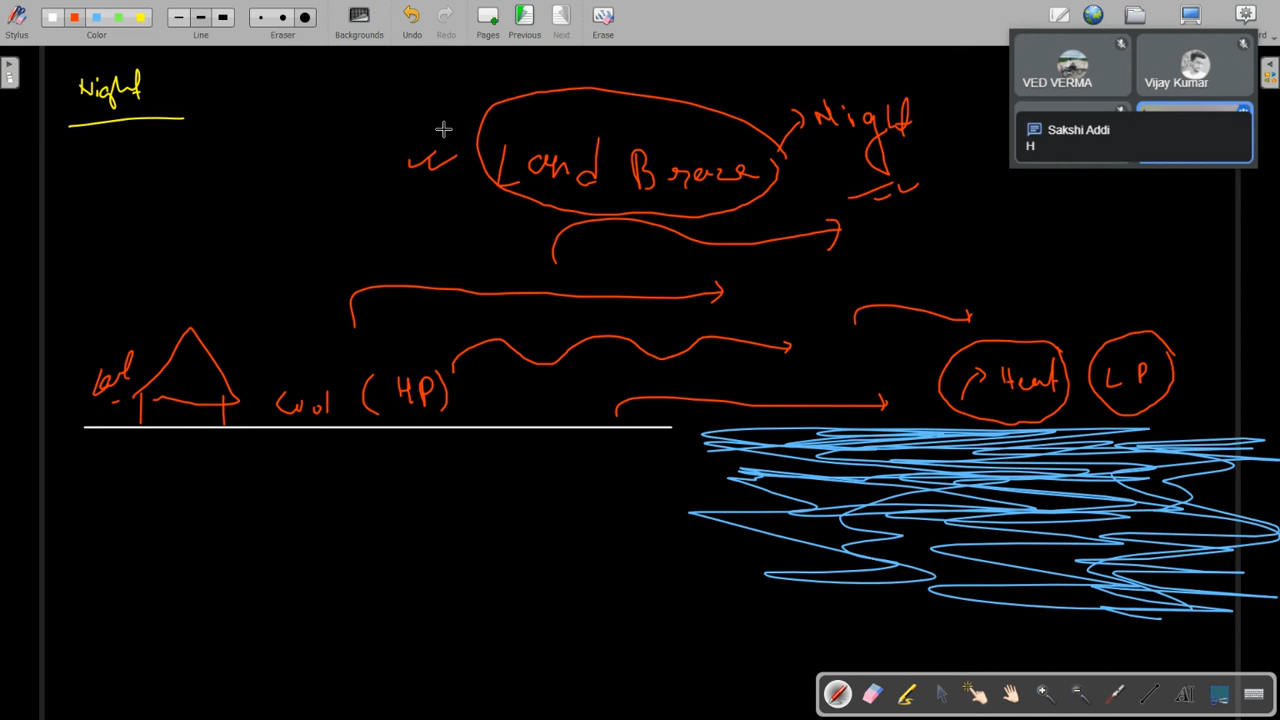 Stylus
Color
Line
Eraser
Backgrounds
Undo
Redo
Pages
Previous
Next
Erase
VED VERMA
Vijay Kumar
Sakshi Addi
H
Night
Land Breeze
Night
Cool (HP)
Heat
LP
AI